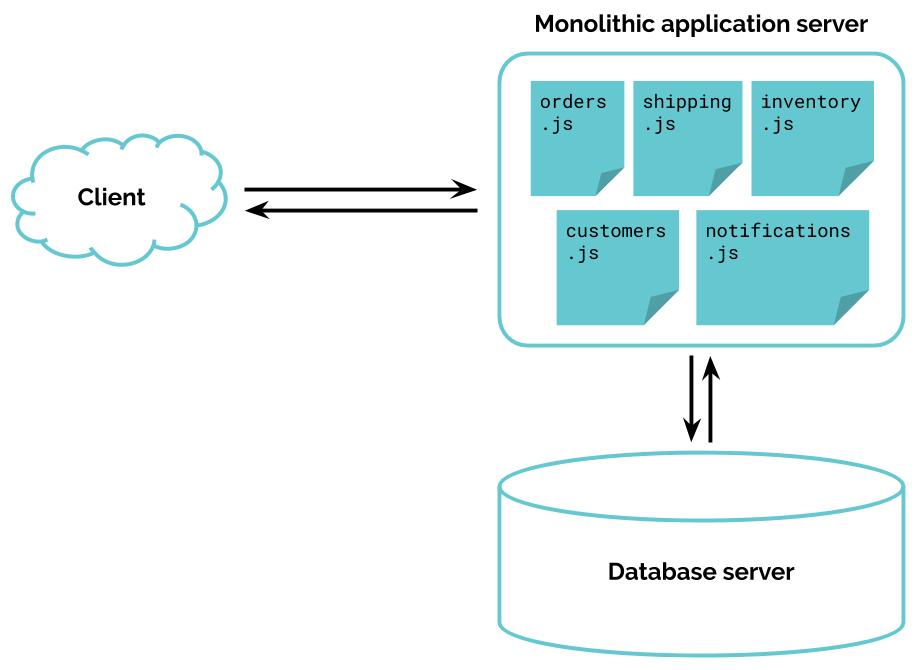 Monolithic application server
orders
.js
shipping
.js
inventory
.js
Client
customers
.js
notifications
.js
Database server